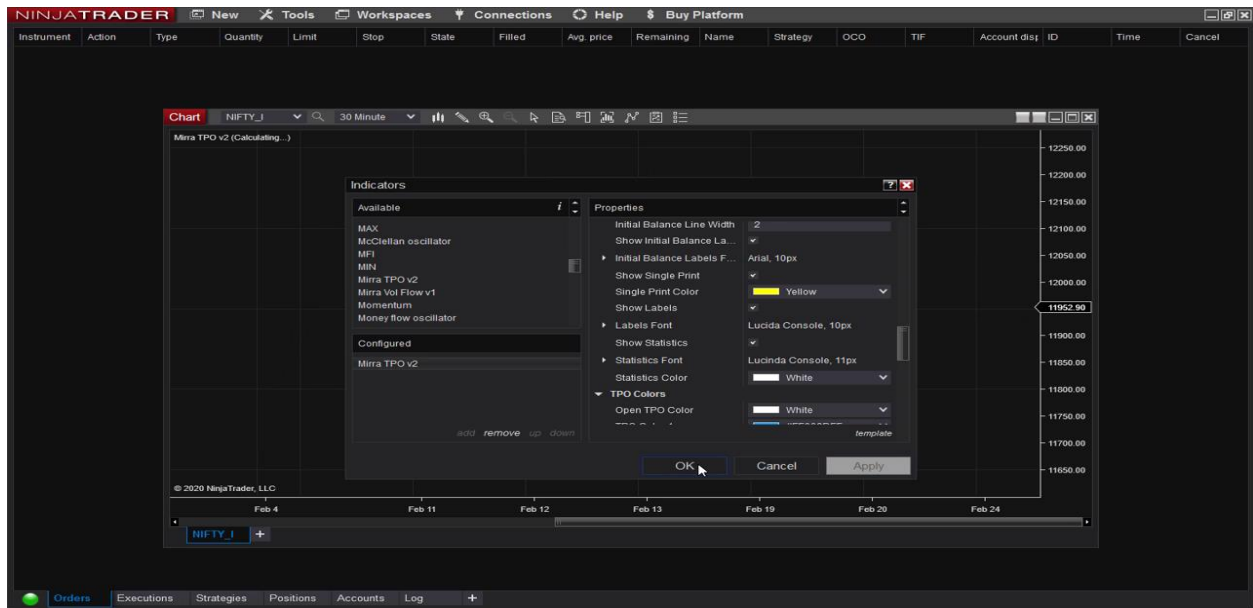 NINJATRADER New Tools Workspaces Connections Help $ Buy Platform
Instrument Action Type Quantity Limit Stop State Filled Avg. price Remaining Name Strategy OCO TIF Account disp ID Time Cancel
Chart NIFTY_I 30 Minute
Mirra TPO v2 (Calculating...)
12250.00
12200.00
12150.00
12100.00
12050.00
12000.00
11952.90
11900.00
11850.00
11800.00
11750.00
11700.00
11650.00
Indicators ?
Available i
MAX
McClellan oscillator
MFI
MIN
Mirra TPO v2
Mirra Vol Flow v1
Momentum
Money flow oscillator
Configured
Mirra TPO v2
add remove up down
Properties
Initial Balance Line Width 2
Show Initial Balance La...
Initial Balance Labels F... Arial, 10px
Show Single Print
Single Print Color Yellow
Show Labels
Labels Font Lucida Console, 10px
Show Statistics
Statistics Font Lucinda Console, 11px
Statistics Color White
TPO Colors
Open TPO Color White
template
OK Cancel Apply
© 2020 NinjaTrader, LLC
Feb 4 Feb 11 Feb 12 Feb 13 Feb 19 Feb 20 Feb 24
NIFTY_I +
Orders Executions Strategies Positions Accounts Log +